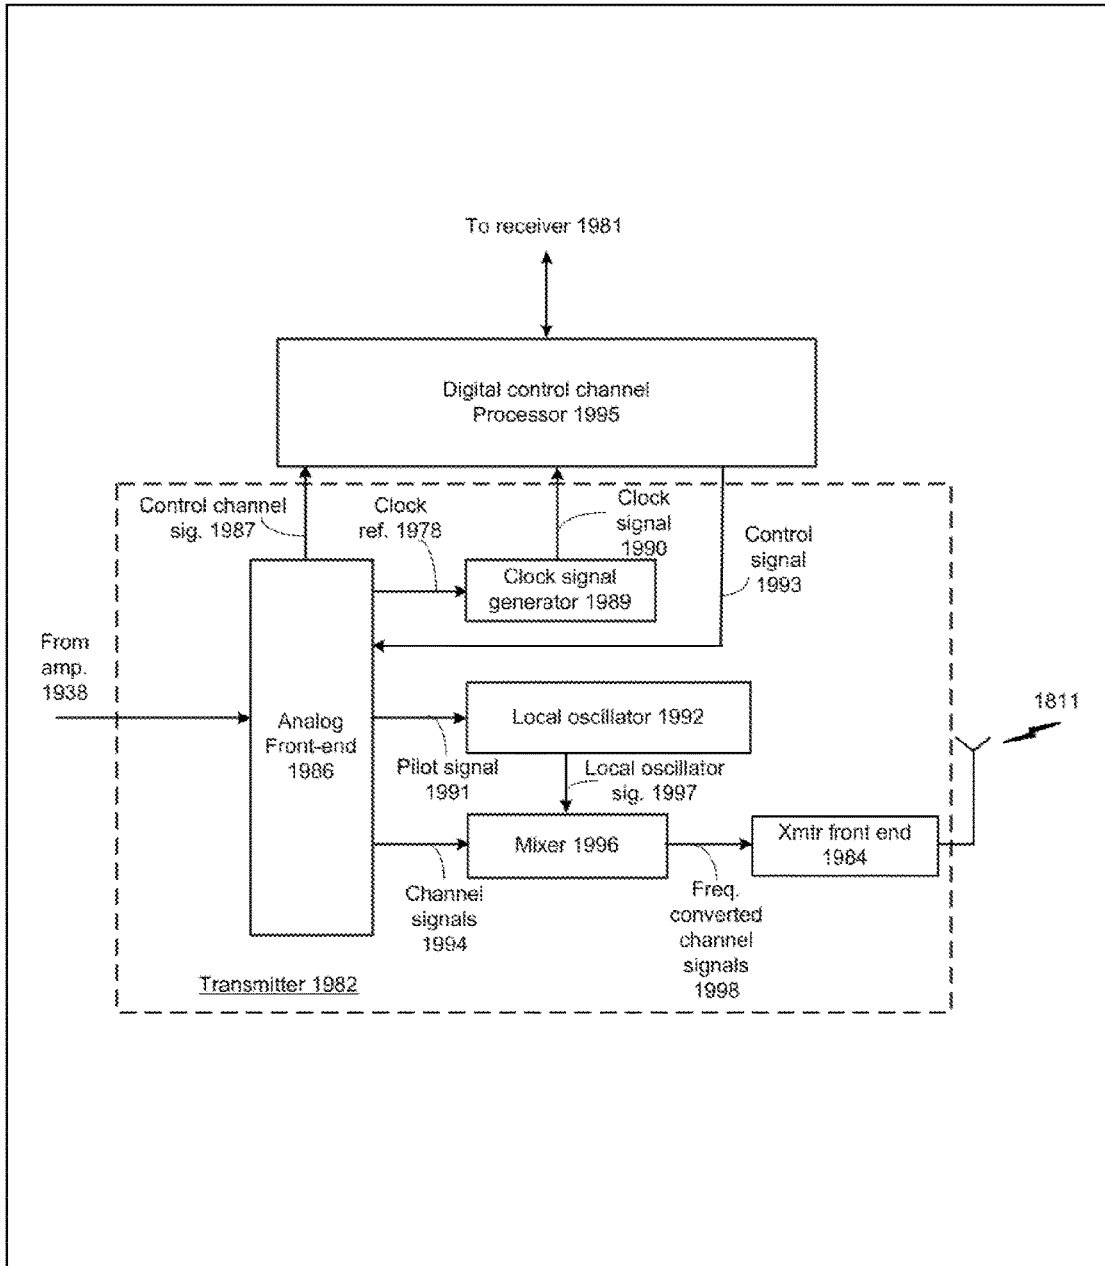 To receiver 1981
Digital control channel
Processor 1995
Control channel
sig. 1987
Clock
ref. 1978
Clock
signal
1990
Control
signal
1993
Clock signal
generator 1989
From
amp.
1938
Analog
Front-end
1986
Local oscillator 1992
1811
Pilot signal
1991
Local oscillator
sig. 1997
Mixer 1996
Xmtr front end
1984
Channel
signals
1994
Freq.
converted
channel
signals
1998
Transmitter 1982